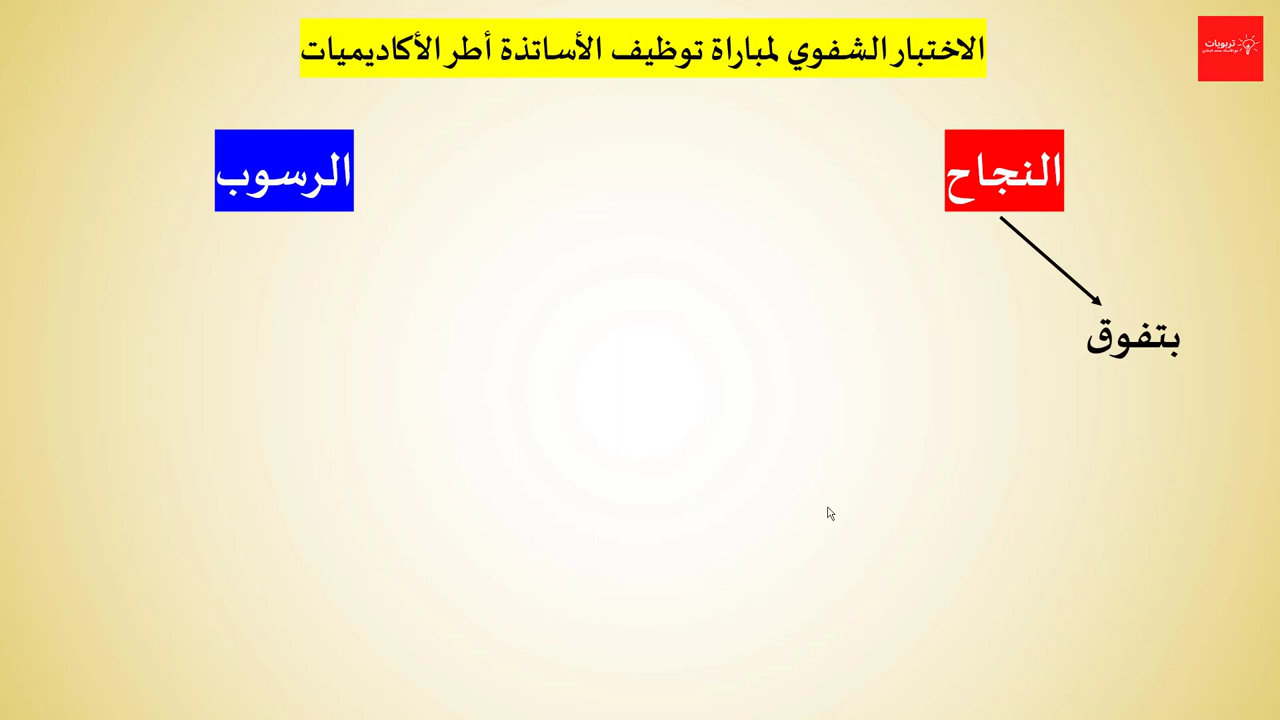 الاختبار الشفوي لمباراة توظيف الأساتذة أطر الأكاديميات
تربويات
النجاح
الرسوب
بتفوق